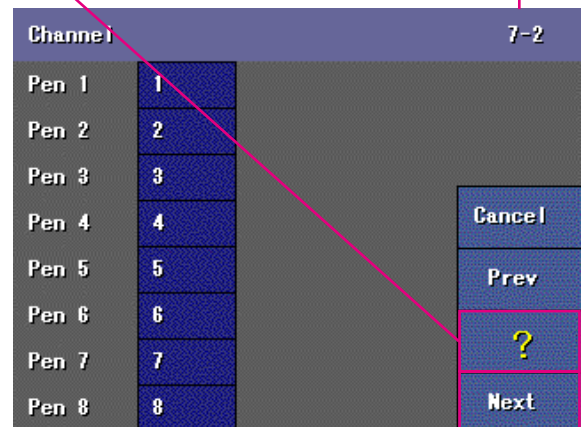 Channel 7-2
Pen 1 1
Pen 2 2
Pen 3 3
Pen 4 4
Cancel
Pen 5 5
Prev
Pen 6 6
?
Pen 7 7
Pen 8 8
Next